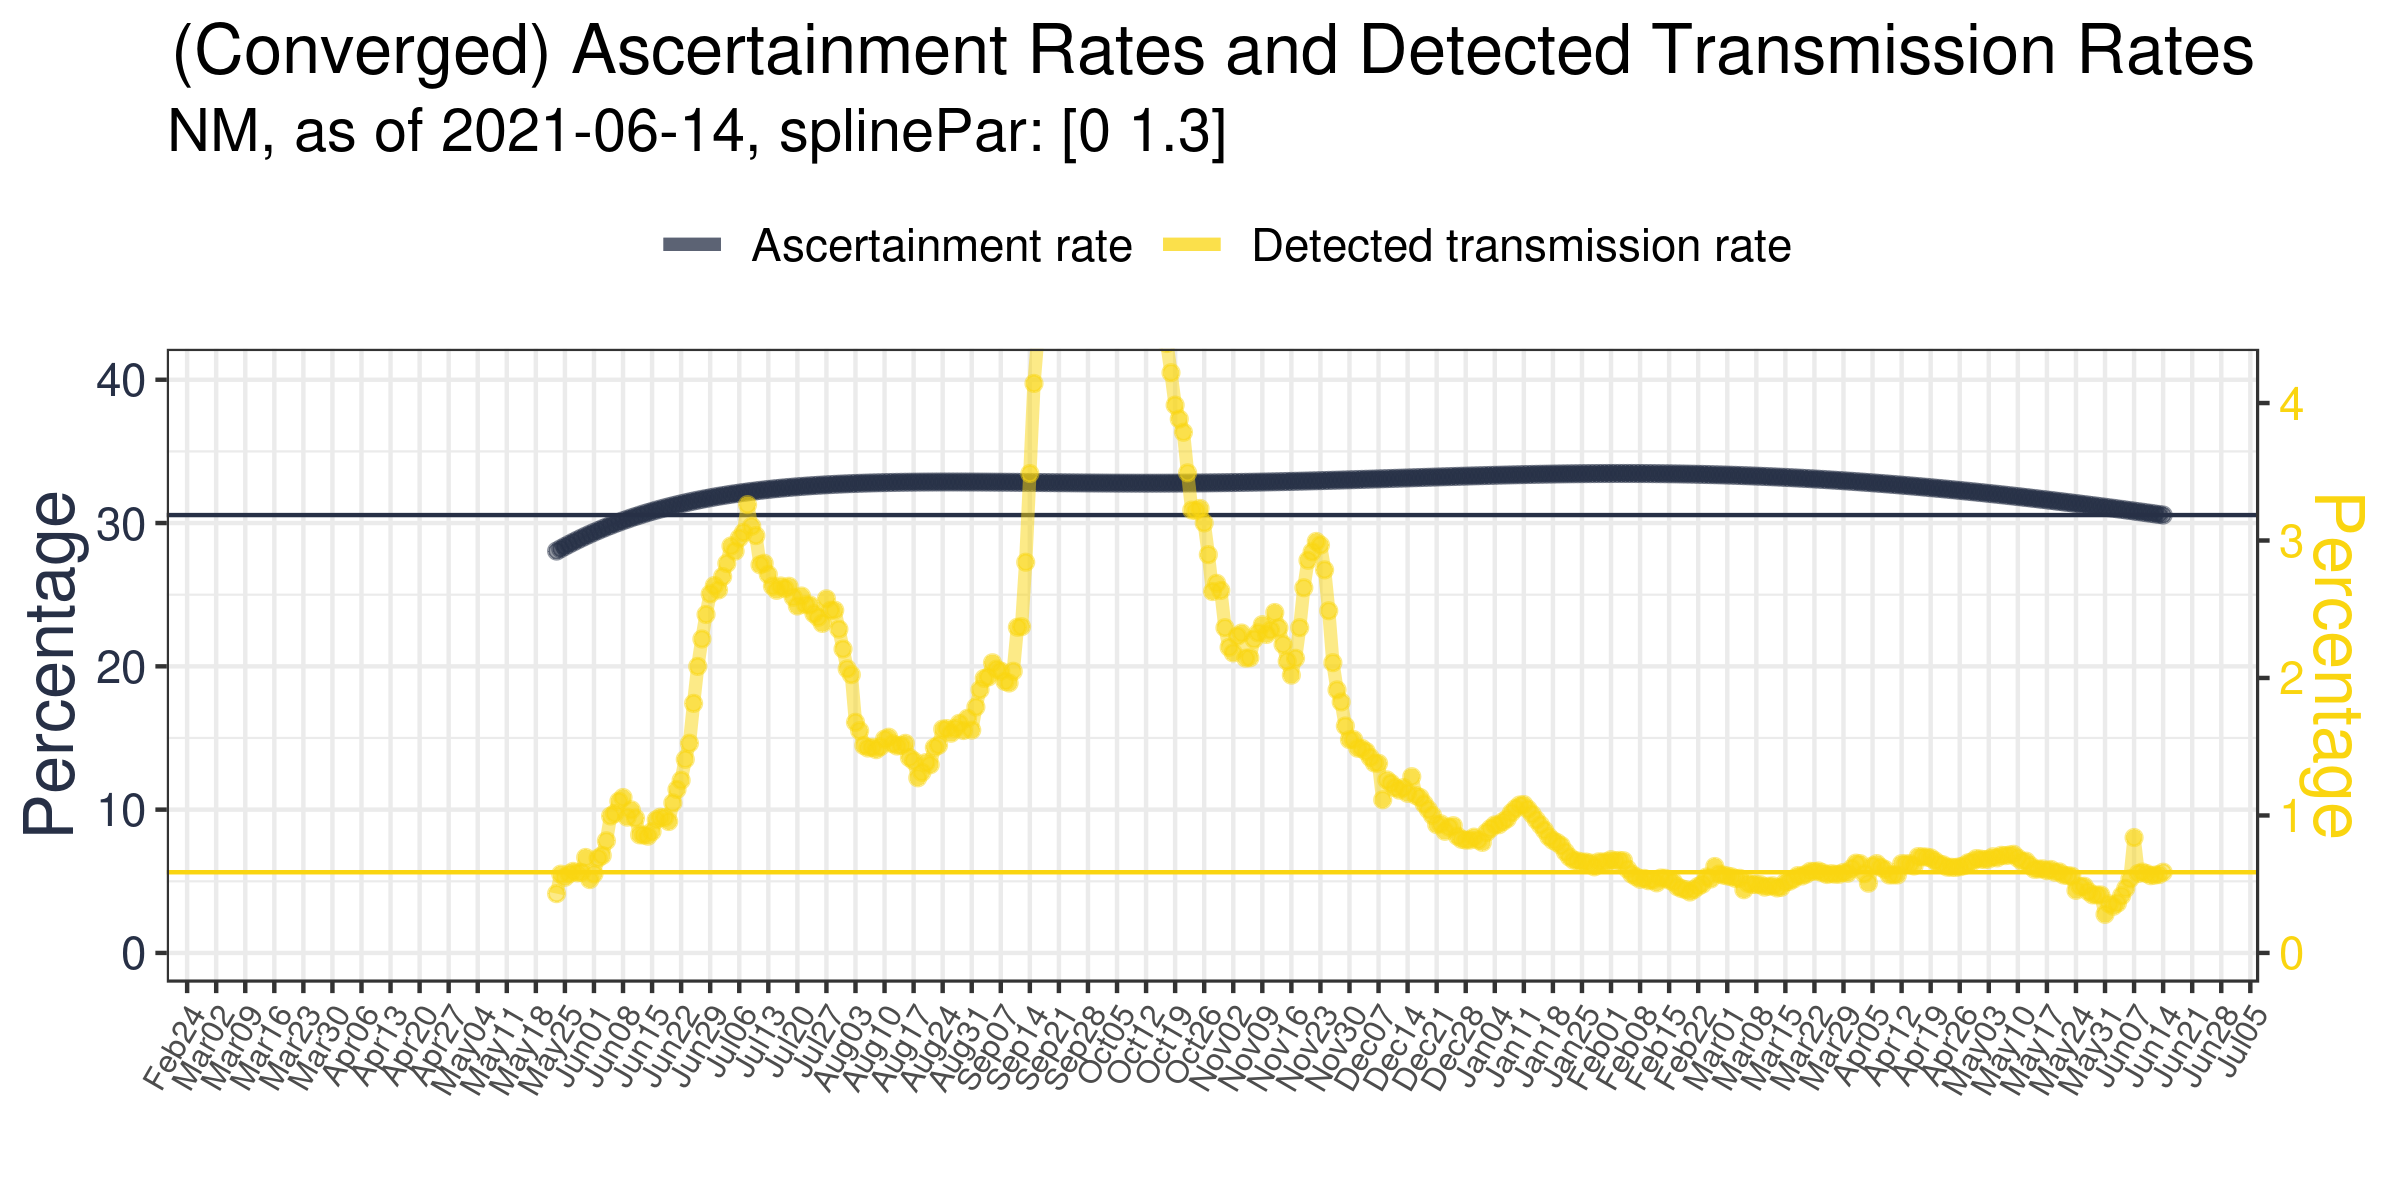 (Converged) Ascertainment Rates and Detected Transmission Rates
NM, as of 2021-06-14, splinePar: [0 1.3]
Ascertainment rate
Detected transmission rate
Percentage
40
30
20
10
0
4
3
2
1
0
Percentage
Feb24
Mar02
Mar09
Mar16
Mar23
Mar30
Apr06
Apr13
Apr20
Apr27
May04
May11
May18
May25
Jun01
Jun08
Jun15
Jun22
Jun29
Jul06
Jul13
Jul20
Jul27
Aug03
Aug10
Aug17
Aug24
Aug31
Sep07
Sep14
Sep21
Sep28
Oct05
Oct12
Oct19
Oct26
Nov02
Nov09
Nov16
Nov23
Nov30
Dec07
Dec14
Dec21
Dec28
Jan04
Jan11
Jan18
Jan25
Feb01
Feb08
Feb15
Feb22
Mar01
Mar08
Mar15
Mar22
Mar29
Apr05
Apr12
Apr19
Apr26
May03
May10
May17
May24
May31
Jun07
Jun14
Jun21
Jun28
Jul05